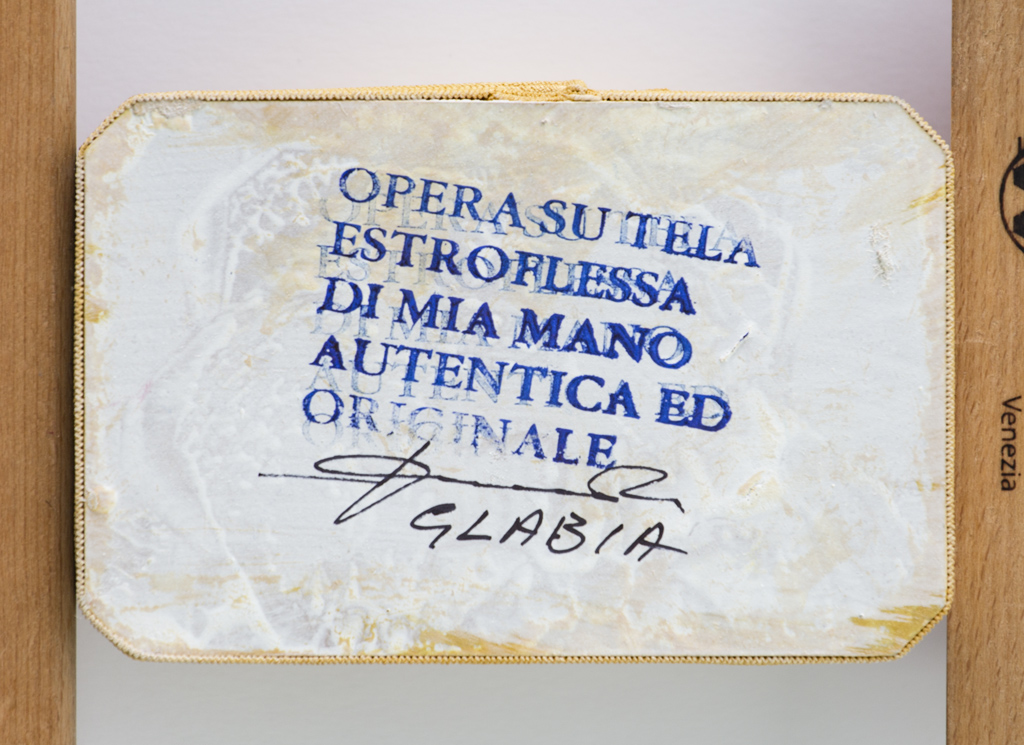 OPERA SU TELA
ESTROFLESSA
DI MIA MANO
AUTENTICA ED
ORIGINALE
GLABIA
Venezia